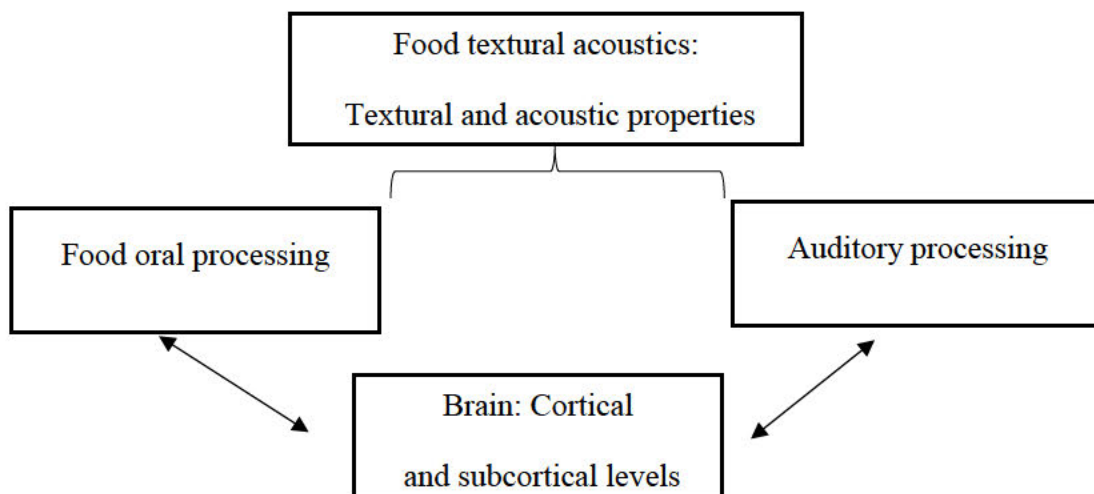 Food textural acoustics:
Textural and acoustic properties
Food oral processing
Auditory processing
Brain: Cortical
and subcortical levels